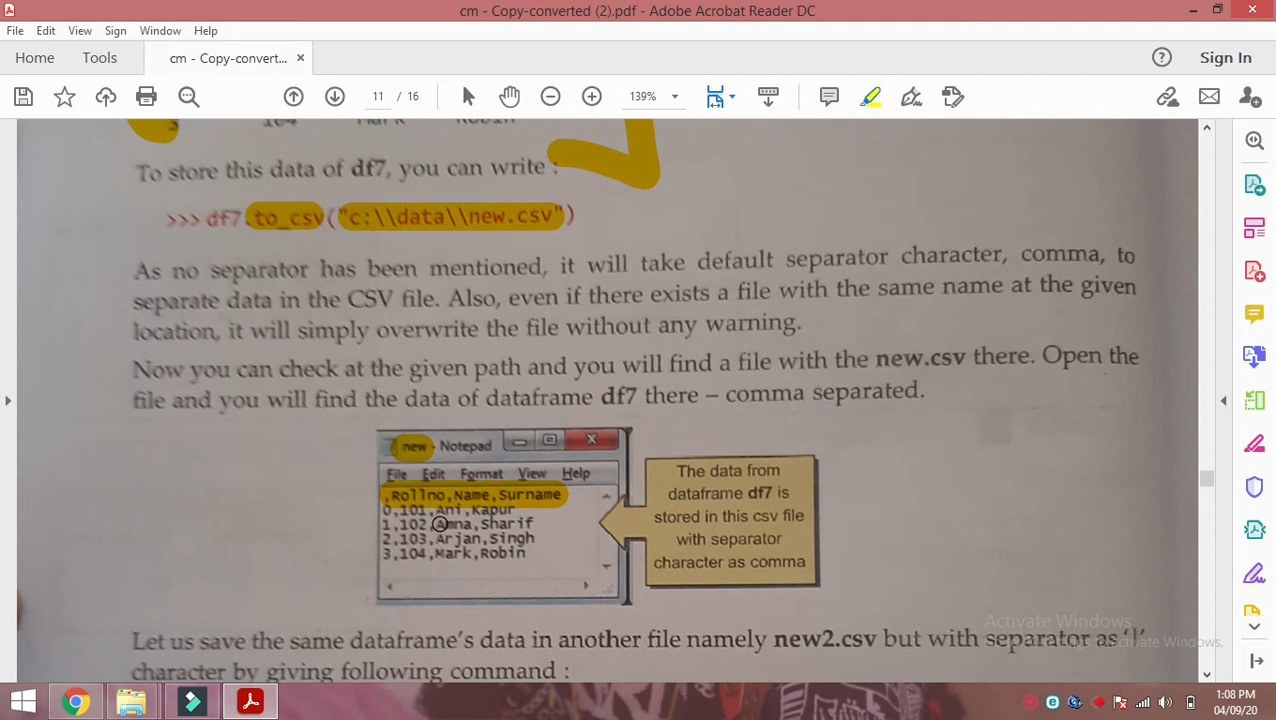 cm - Copy-converted (2).pdf - Adobe Acrobat Reader DC
File Edit View Sign Window Help
Home Tools cm - Copy-convert... × Sign In
11 / 16 139%
3 104 Mark Robin
To store this data of df7, you can write :
>>> df7.to_csv("c:\\data\\new.csv")
As no separator has been mentioned, it will take default separator character, comma, to
separate data in the CSV file. Also, even if there exists a file with the same name at the given
location, it will simply overwrite the file without any warning.
Now you can check at the given path and you will find a file with the new.csv there. Open the
file and you will find the data of dataframe df7 there – comma separated.
new - Notepad
File Edit Format View Help
,Rollno,Name,Surname
0,101,Ani,Kapur
1,102,Amna,Sharif
2,103,Arjan,Singh
3,104,Mark,Robin
The data from
dataframe df7 is
stored in this csv file
with separator
character as comma
Let us save the same dataframe's data in another file namely new2.csv but with separator as '|'
character by giving following command :
Activate Windows
Activate Windows.
1:08 PM
04/09/20